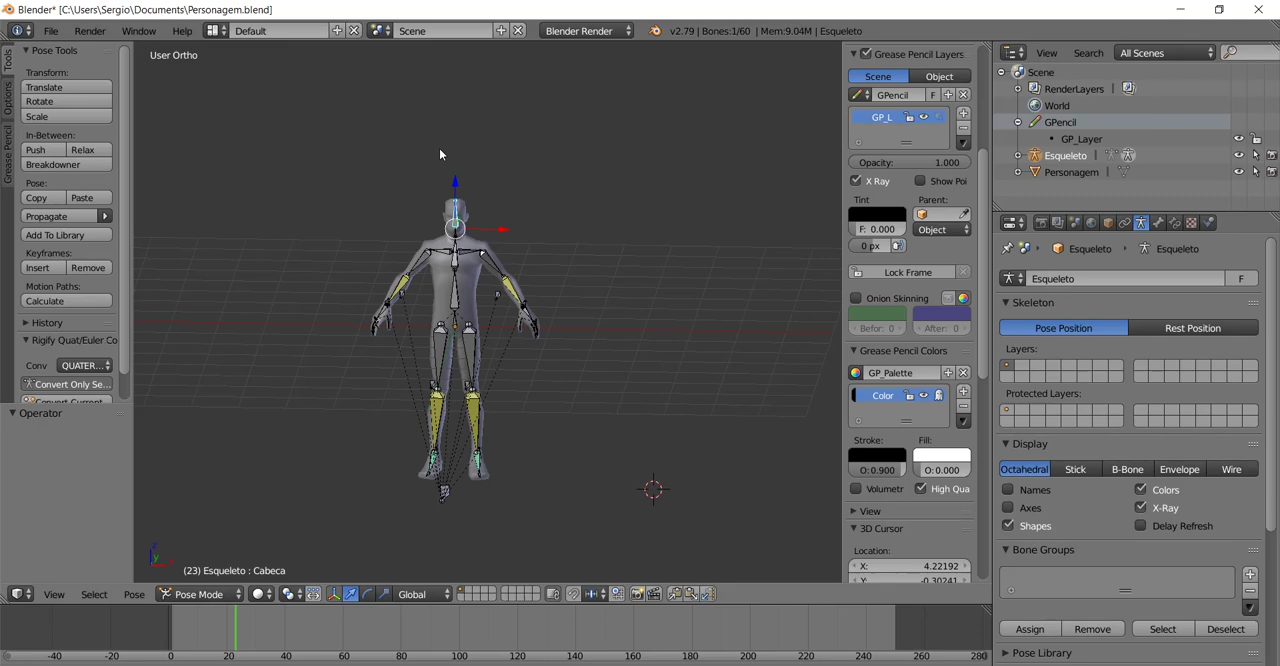 Blender* [C:\Users\Sergio\Documents\Personagem.blend]
File Render Window Help Default Scene Blender Render v2.79 | Bones:1/60 | Mem:9.04M | Esqueleto
Tools
Options
Grease Pencil
Pose Tools
Transform:
Translate
Rotate
Scale
In-Between:
Push Relax
Breakdowner
Pose:
Copy Paste
Propagate
Add To Library
Keyframes:
Insert Remove
Motion Paths:
Calculate
History
Rigify Quat/Euler Co
Conv QUATER...
Convert Only Se...
Convert Current
Operator
User Ortho
(23) Esqueleto : Cabeca
View Select Pose Pose Mode Global
-40 -20 0 20 40 60 80 100 120 140 160 180 200 220 240 260 280
Grease Pencil Layers
Scene Object
GPencil F
GP_L
Opacity: 1.000
X Ray Show Poi
Tint Parent:
F: 0.000 Object
0 px
Lock Frame
Onion Skinning
Befor: 0 After: 0
Grease Pencil Colors
GP_Palette
Color
Stroke: Fill:
O:0.900 O:0.000
Volumetr High Qua
View
3D Cursor
Location:
X: 4.22192
-0.30241
View Search All Scenes
Scene
RenderLayers
World
GPencil
GP_Layer
Esqueleto
Personagem
Esqueleto Esqueleto
Esqueleto F
Skeleton
Pose Position Rest Position
Layers:
Protected Layers:
Display
Octahedral Stick B-Bone Envelope Wire
Names Colors
Axes X-Ray
Shapes Delay Refresh
Bone Groups
Assign Remove Select Deselect
Pose Library